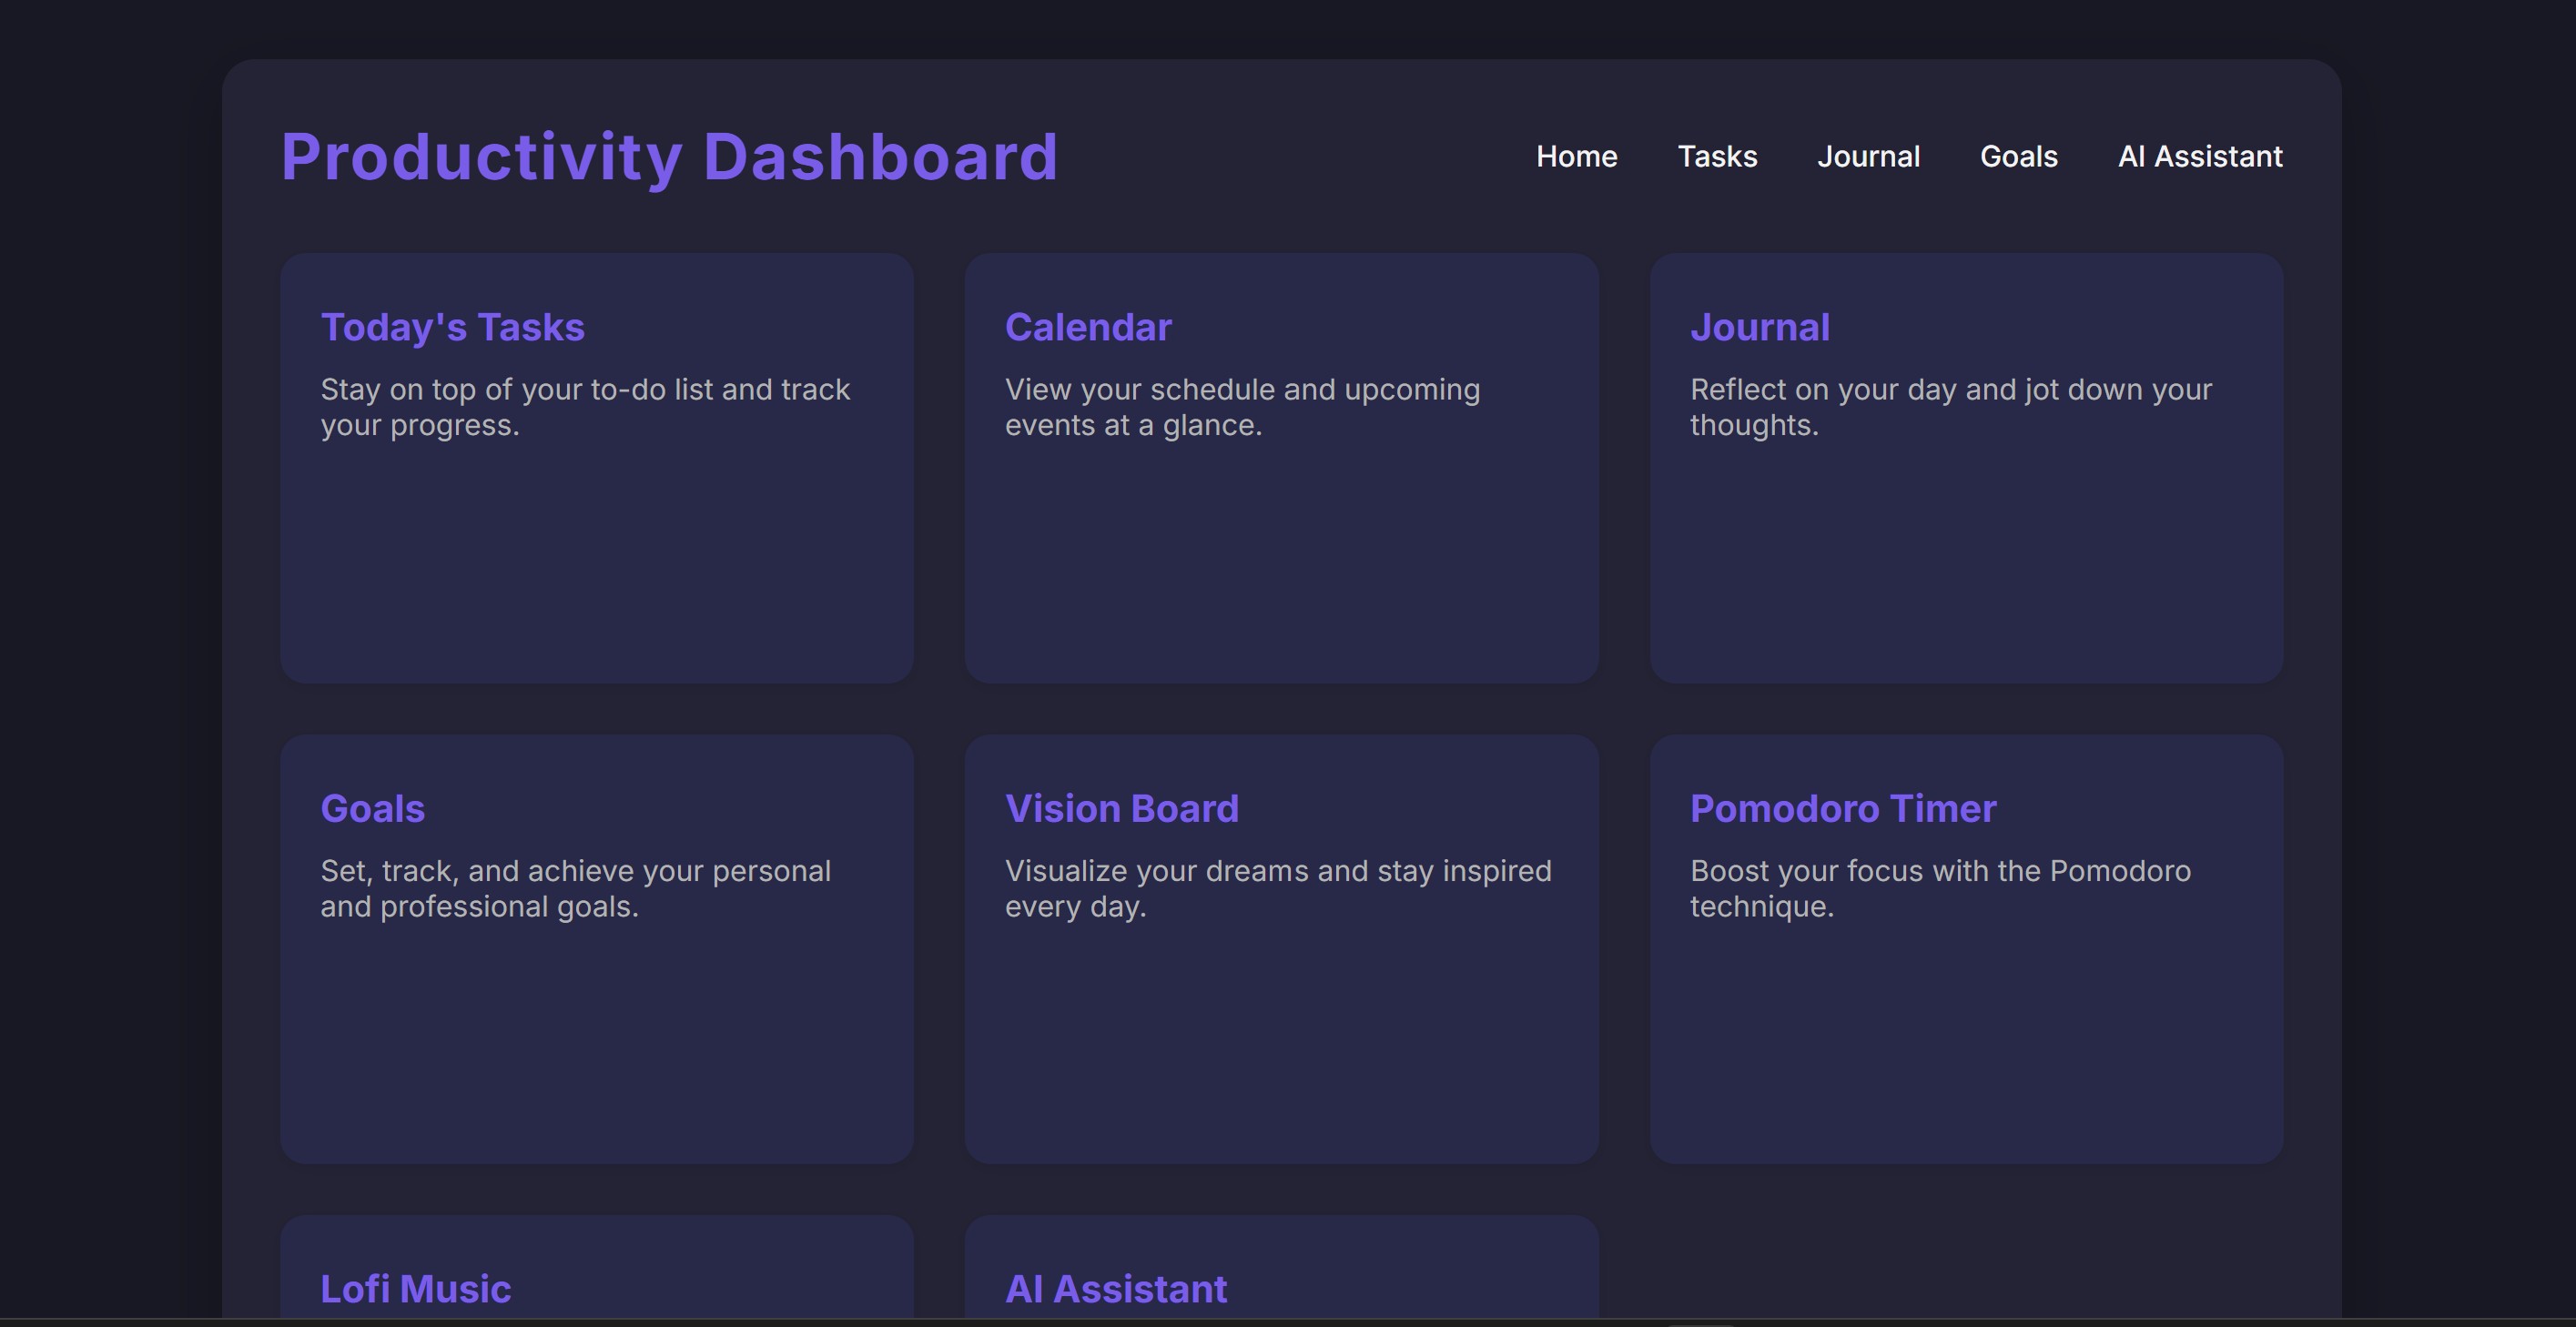 Productivity Dashboard
Home
Tasks
Journal
Goals
AI Assistant
Today's Tasks
Stay on top of your to-do list and track
your progress.
Calendar
View your schedule and upcoming
events at a glance.
Journal
Reflect on your day and jot down your
thoughts.
Goals
Set, track, and achieve your personal
and professional goals.
Vision Board
Visualize your dreams and stay inspired
every day.
Pomodoro Timer
Boost your focus with the Pomodoro
technique.
Lofi Music
AI Assistant